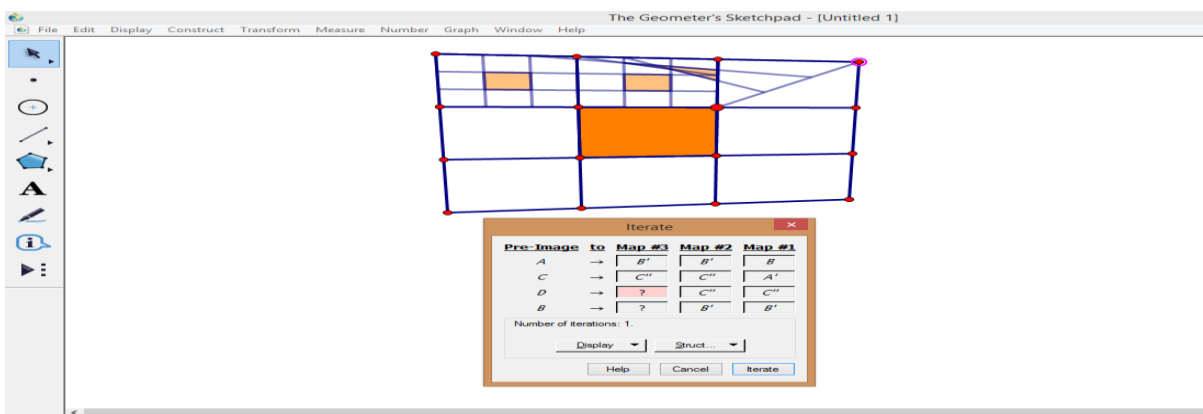 The Geometer's Sketchpad - [Untitled 1]
File Edit Display Construct Transform Measure Number Graph Window Help
A
Iterate
Pre-Image to Map #3 Map #2 Map #1
A → B' B' B
C → C'' C'' A'
D → ? C'' C''
B → ? B' B'
Number of iterations: 1.
Display Struct...
Help Cancel Iterate